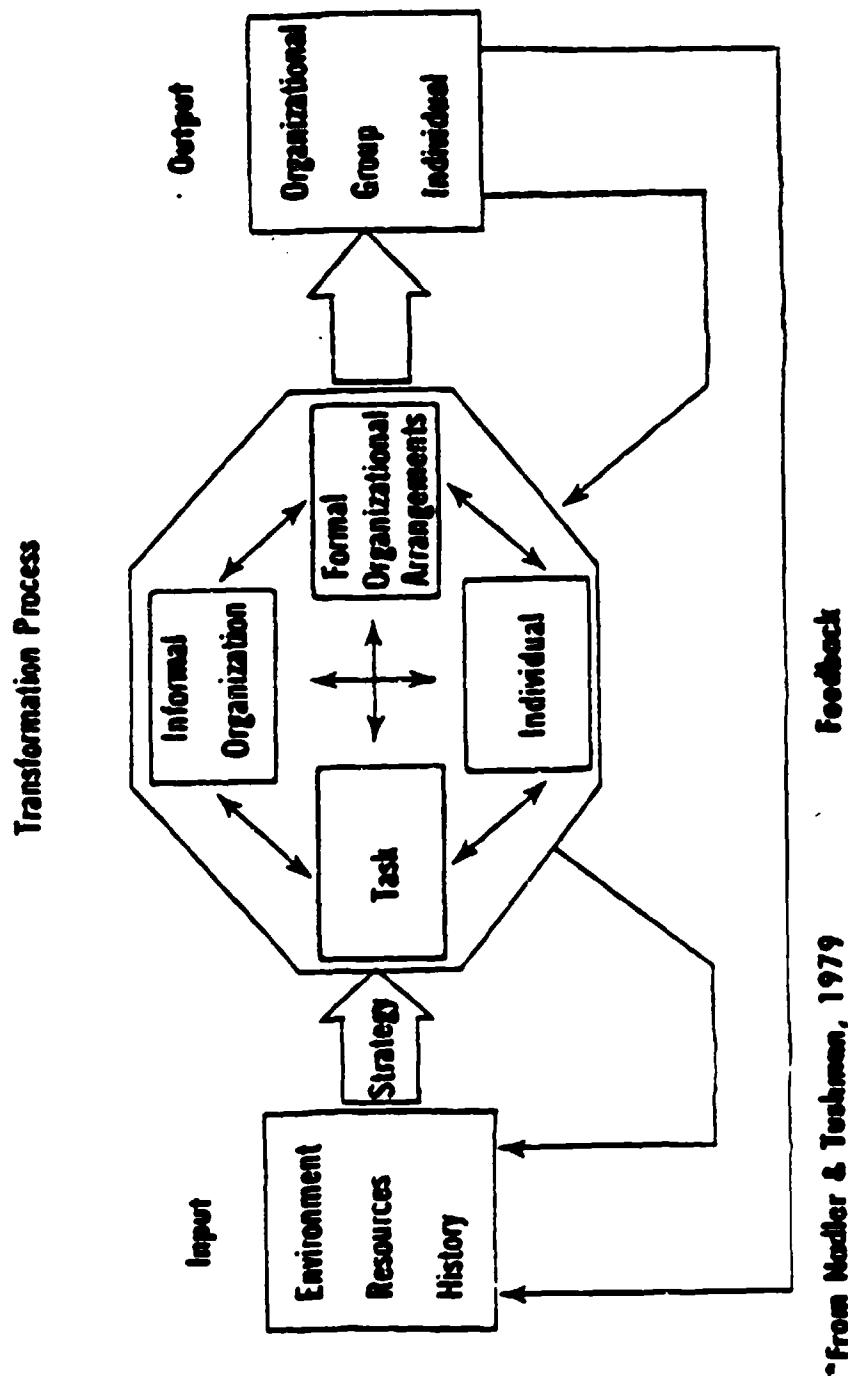 Transformation Process
Input
Output
Environment
Resources
History
Strategy
Task
Informal
Organization
Formal
Organizational
Arrangements
Individual
Organizational
Group
Individual
Feedback
*From Nadler & Tushman, 1979